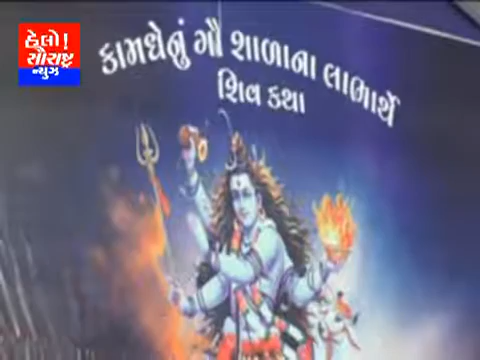 હેલો!
સૌરાષ્ટ્ર
ન્યુઝ
કામધેનું ગૌ શાળાના લાભાર્થે
શિવ કથા